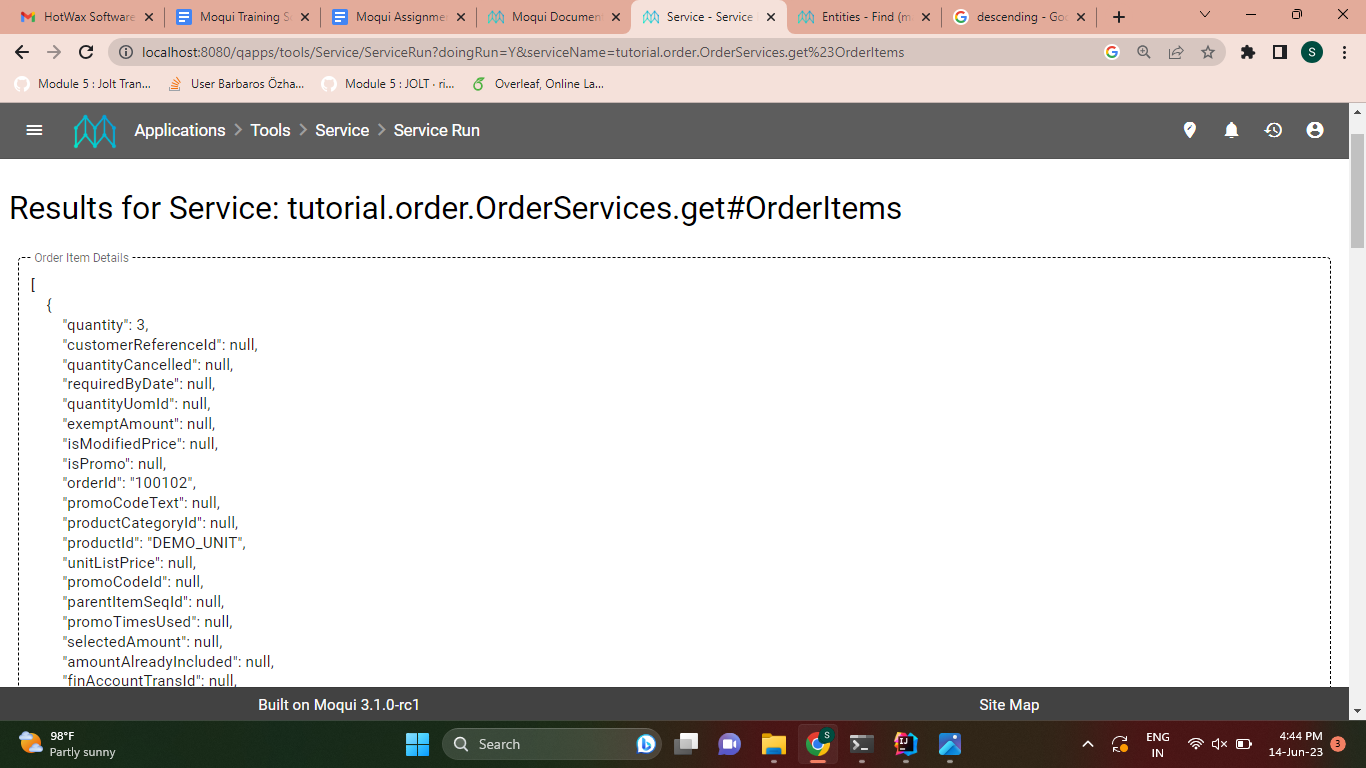 HotWax Software
Moqui Training S
Moqui Assignme
Moqui Document
Service - Service
Entities - Find (m
descending - Goo
localhost:8080/qapps/tools/Service/ServiceRun?doingRun=Y&serviceName=tutorial.order.OrderServices.get%23OrderItems
S
Module 5 : Jolt Tran...
User Barbaros Özha...
Module 5 : JOLT · ri...
Overleaf, Online La...
Applications
Tools
Service
Service Run
Results for Service: tutorial.order.OrderServices.get#OrderItems
Order Item Details
[
{
"quantity": 3,
"customerReferenceId": null,
"quantityCancelled": null,
"requiredByDate": null,
"quantityUomId": null,
"exemptAmount": null,
"isModifiedPrice": null,
"isPromo": null,
"orderId": "100102",
"promoCodeText": null,
"productCategoryId": null,
"productId": "DEMO_UNIT",
"unitListPrice": null,
"promoCodeId": null,
"parentItemSeqId": null,
"promoTimesUsed": null,
"selectedAmount": null,
"amountAlreadyIncluded": null,
"finAccountTransId": null,
Built on Moqui 3.1.0-rc1
Site Map
98°F
Partly sunny
Search
S
ENG
IN
4:44 PM
14-Jun-23
3